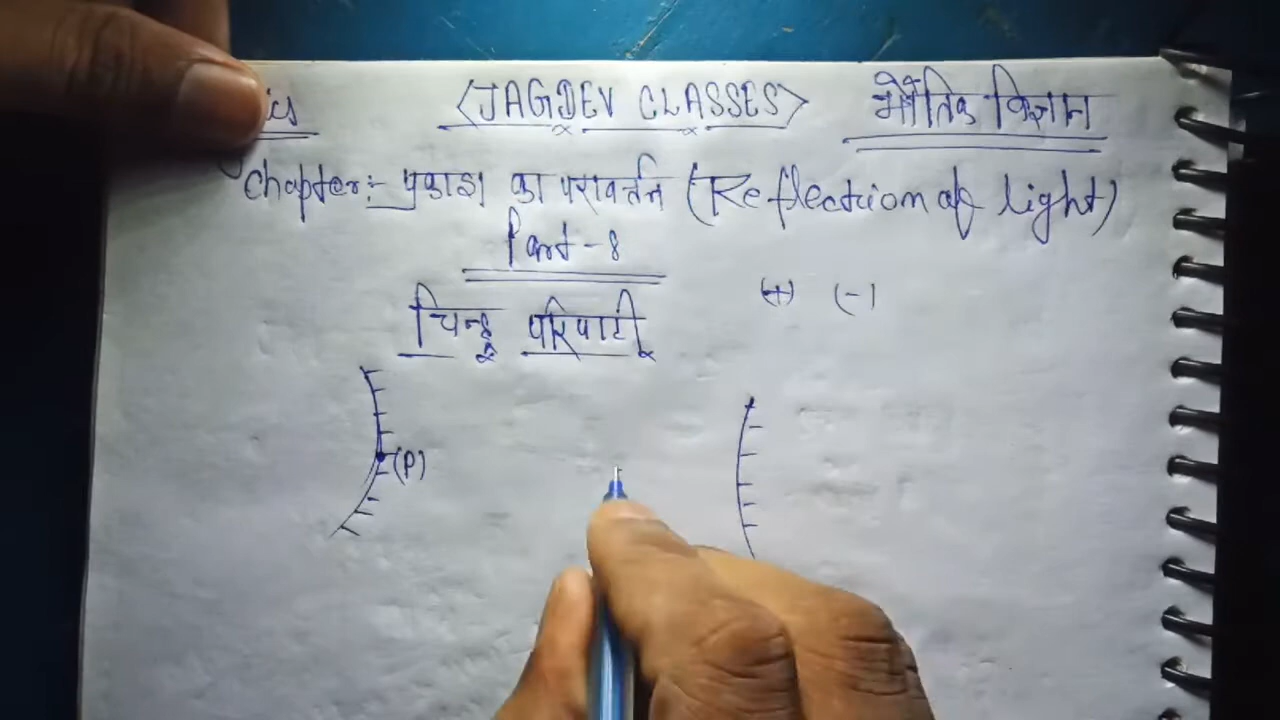 <JAGDEV CLASSES> भौतिक विज्ञान
Chapter:- प्रकाश का परावर्तन (Reflection of light)
Part-8
(+) (-)
चिन्ह परिपाटी
(P)